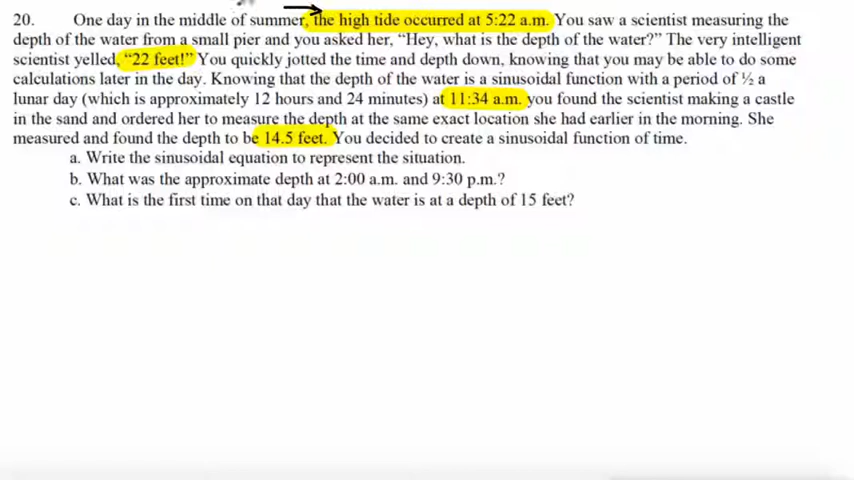 20. One day in the middle of summer, the high tide occurred at 5:22 a.m. You saw a scientist measuring the
depth of the water from a small pier and you asked her, “Hey, what is the depth of the water?” The very intelligent
scientist yelled, “22 feet!” You quickly jotted the time and depth down, knowing that you may be able to do some
calculations later in the day. Knowing that the depth of the water is a sinusoidal function with a period of ½ a
lunar day (which is approximately 12 hours and 24 minutes) at 11:34 a.m. you found the scientist making a castle
in the sand and ordered her to measure the depth at the same exact location she had earlier in the morning. She
measured and found the depth to be 14.5 feet. You decided to create a sinusoidal function of time.
a. Write the sinusoidal equation to represent the situation.
b. What was the approximate depth at 2:00 a.m. and 9:30 p.m.?
c. What is the first time on that day that the water is at a depth of 15 feet?